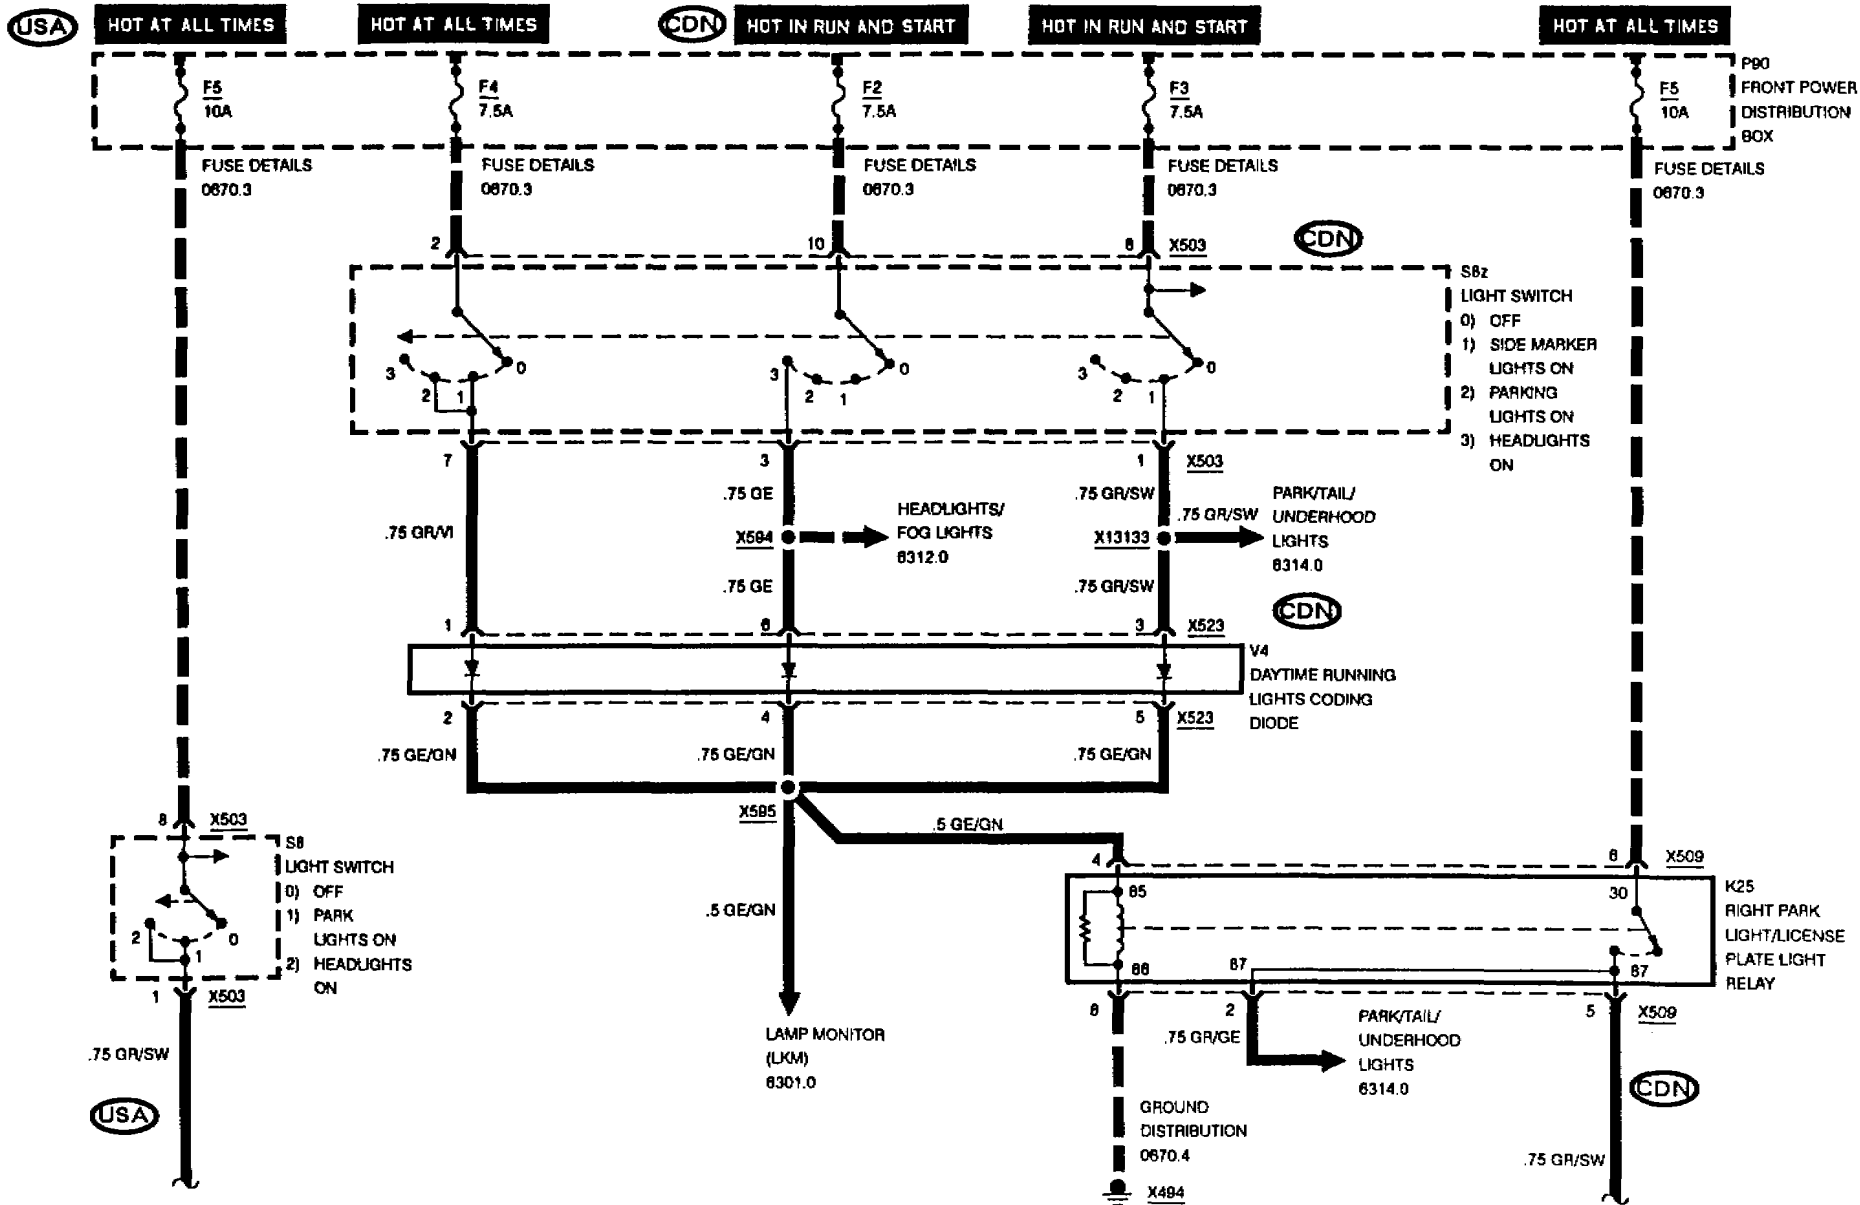 USA
HOT AT ALL TIMES
HOT AT ALL TIMES
CDN
HOT IN RUN AND START
HOT IN RUN AND START
HOT AT ALL TIMES
F5
10A
F4
7.5A
F2
7.5A
F3
7.5A
F5
10A
P90
FRONT POWER
DISTRIBUTION
BOX
FUSE DETAILS
0670.3
FUSE DETAILS
0670.3
FUSE DETAILS
0670.3
FUSE DETAILS
0670.3
FUSE DETAILS
0670.3
2
10
8
X503
CDN
S8z
LIGHT SWITCH
0) OFF
1) SIDE MARKER
LIGHTS ON
2) PARKING
LIGHTS ON
3) HEADLIGHTS
ON
3
2
1
0
3
2
1
0
3
2
1
0
7
3
1
X503
.75 GR/VI
.75 GE
.75 GR/SW
X594
HEADLIGHTS/
FOG LIGHTS
6312.0
X13133
.75 GR/SW
PARK/TAIL/
UNDERHOOD
LIGHTS
6314.0
.75 GE
.75 GR/SW
CDN
1
6
3
X523
V4
DAYTIME RUNNING
LIGHTS CODING
DIODE
2
4
5
X523
.75 GE/GN
.75 GE/GN
.75 GE/GN
X595
.5 GE/GN
.5 GE/GN
LAMP MONITOR
(LKM)
6301.0
8
X503
S8
LIGHT SWITCH
0) OFF
1) PARK
LIGHTS ON
2) HEADLIGHTS
ON
2
1
0
1
X503
.75 GR/SW
USA
4
6
X509
K25
RIGHT PARK
LIGHT/LICENSE
PLATE LIGHT
RELAY
85
30
86
87
87
8
2
5
X509
.75 GR/GE
PARK/TAIL/
UNDERHOOD
LIGHTS
6314.0
CDN
GROUND
DISTRIBUTION
0670.4
X494
.75 GR/SW